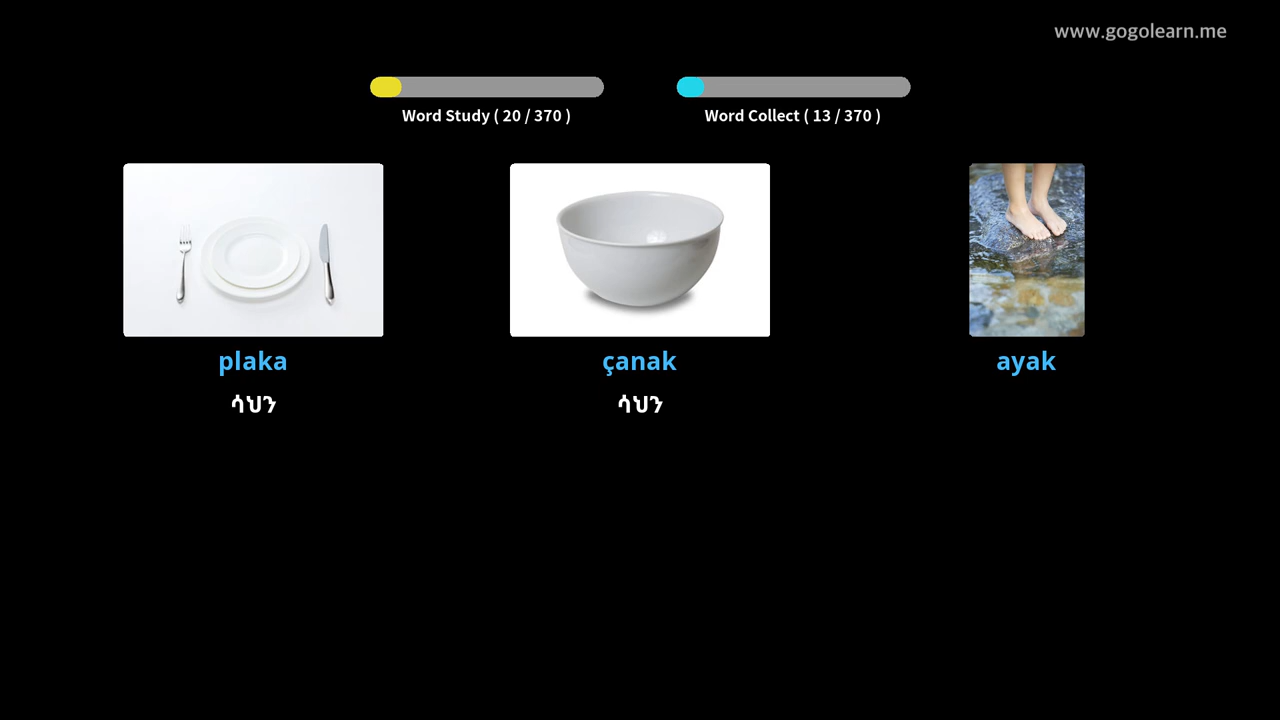 www.gogolearn.me
Word Study ( 20 / 370 )
Word Collect ( 13 / 370 )
plaka
çanak
ayak
ሳህን
ሳህን